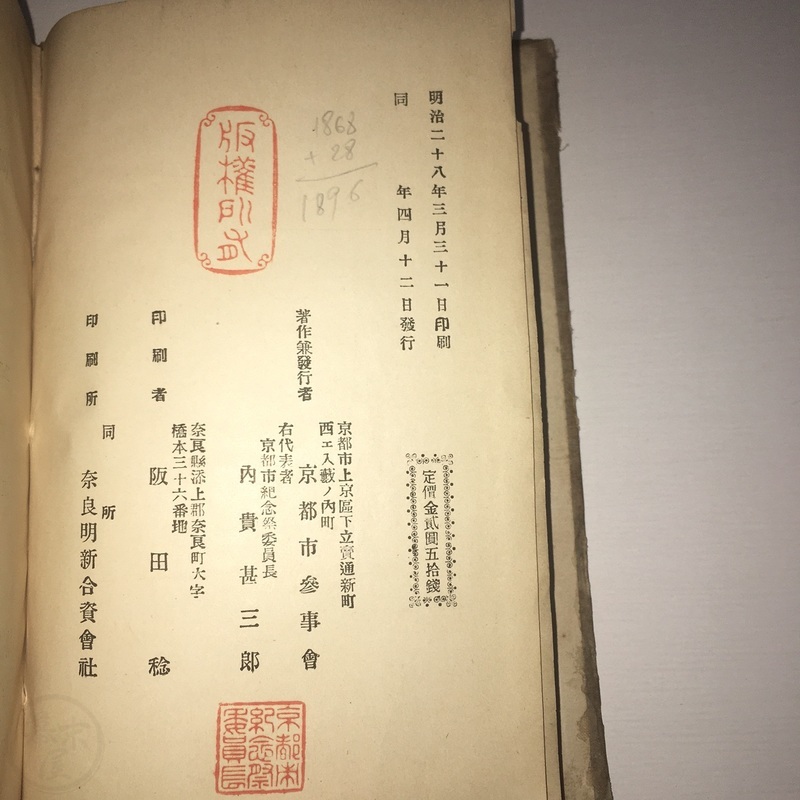 明治二十八年三月三十一日印刷
同年四月十二日發行
定價金貳圓五拾錢
1868
+ 28
1896
版權所有
著作兼發行者
京都市上京區下立賣通新町
西エ入藪ノ內町
京都市參事會
右代表者
京都市紀念祭委員長
內貴甚三郎
京都市
紀念祭
委員長
印刷者
奈良縣添上郡奈良町大字
橋本三十六番地
阪田稔
印刷所
同所
奈良明新合資會社